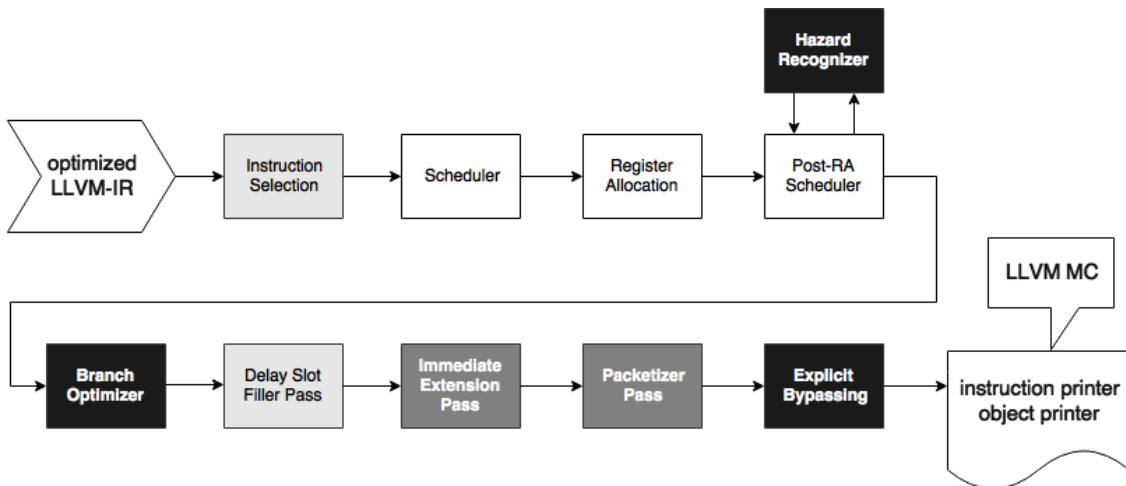 Hazard
Recognizer
optimized
LLVM-IR
Instruction
Selection
Scheduler
Register
Allocation
Post-RA
Scheduler
LLVM MC
Branch
Optimizer
Delay Slot
Filler Pass
Immediate
Extension
Pass
Packetizer
Pass
Explicit
Bypassing
instruction printer
object printer